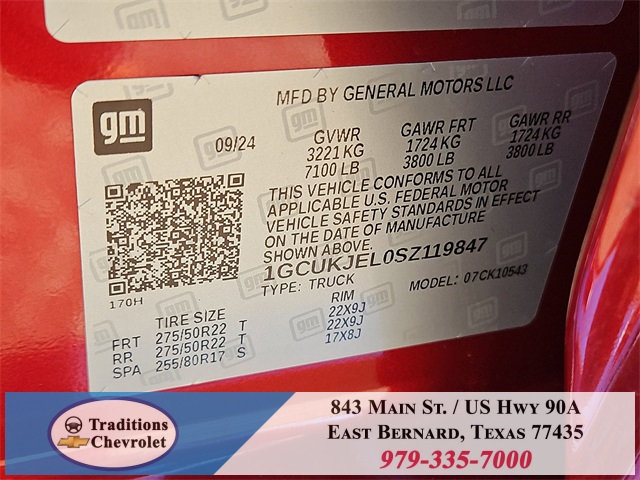 gm
MFD BY GENERAL MOTORS LLC
09/24
GVWR GAWR FRT GAWR RR
3221 KG 1724 KG 1724 KG
7100 LB 3800 LB 3800 LB
THIS VEHICLE CONFORMS TO ALL
APPLICABLE U.S. FEDERAL MOTOR
VEHICLE SAFETY STANDARDS IN EFFECT
ON THE DATE OF MANUFACTURE
SHOWN ABOVE.
1GCUKJEL0SZ119847
170H
TYPE: TRUCK MODEL: 07CK10543
TIRE SIZE RIM
FRT 275/50R22 T 22X9J
RR 275/50R22 T 22X9J
SPA 255/80R17 S 17X8J
Traditions
Chevrolet
843 Main St. / US Hwy 90A
East Bernard, Texas 77435
979-335-7000